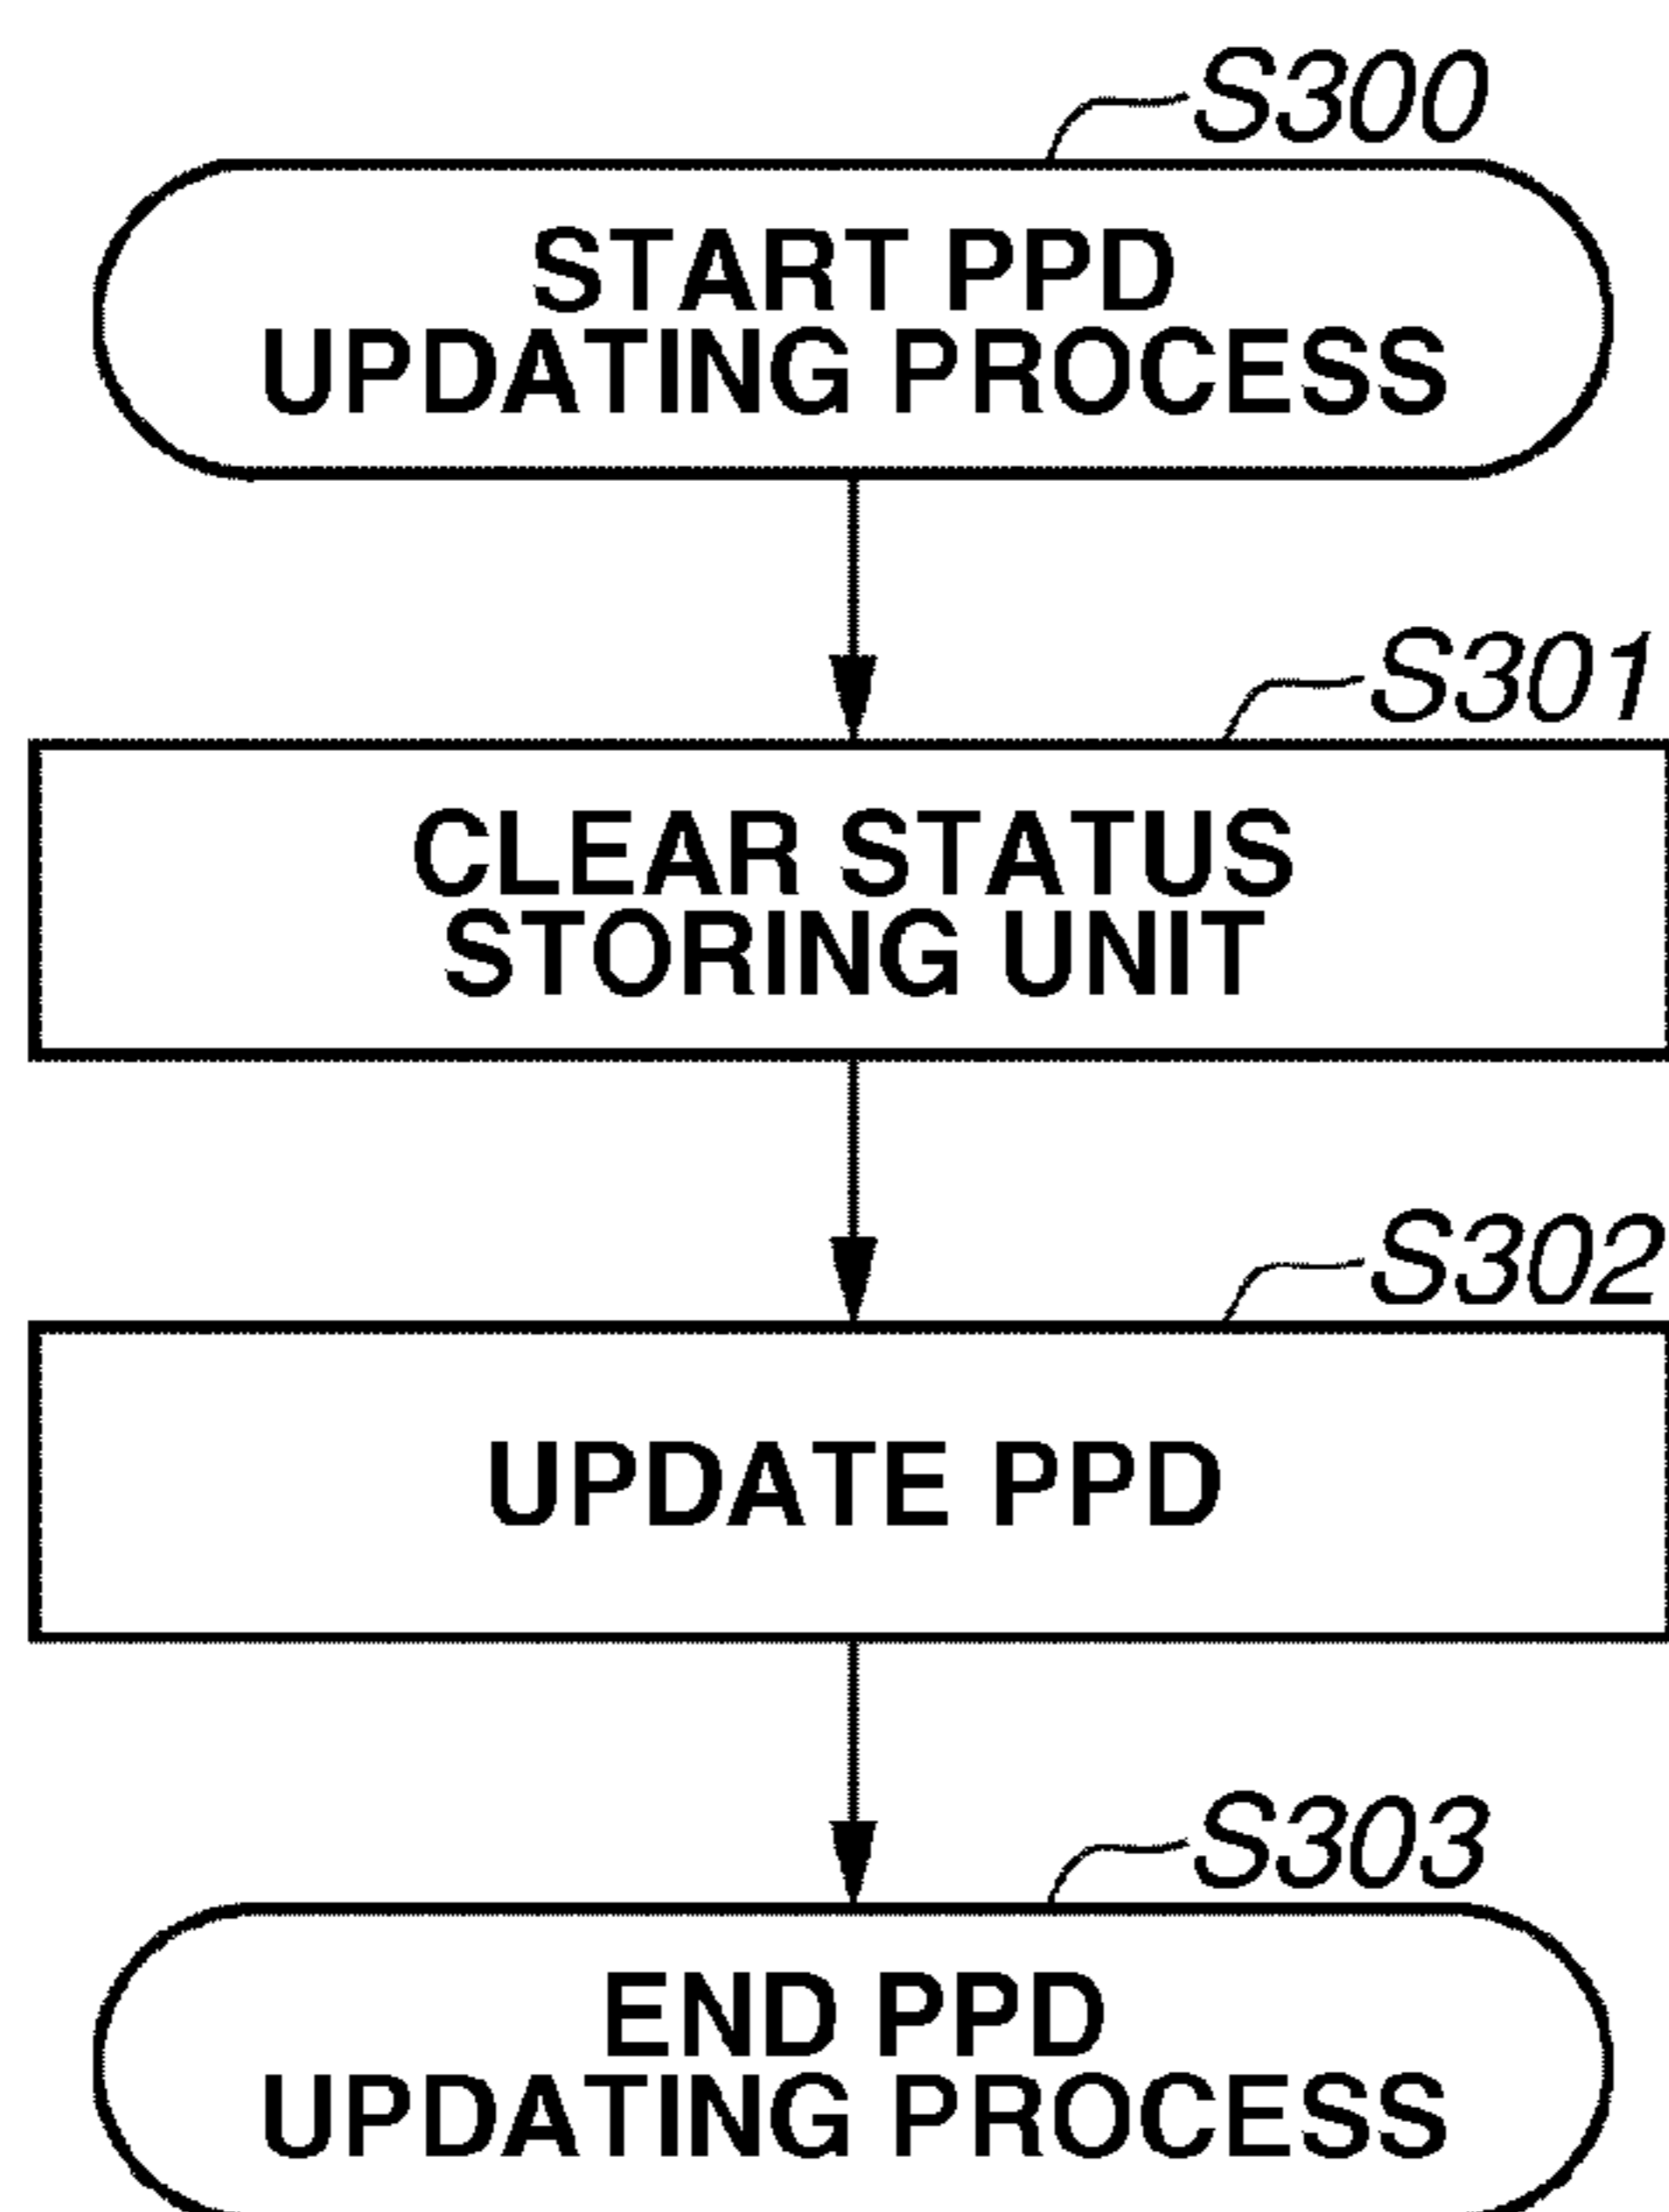 S300
START PPD
UPDATING PROCESS
S301
CLEAR STATUS
STORING UNIT
S302
UPDATE PPD
S303
END PPD
UPDATING PROCESS